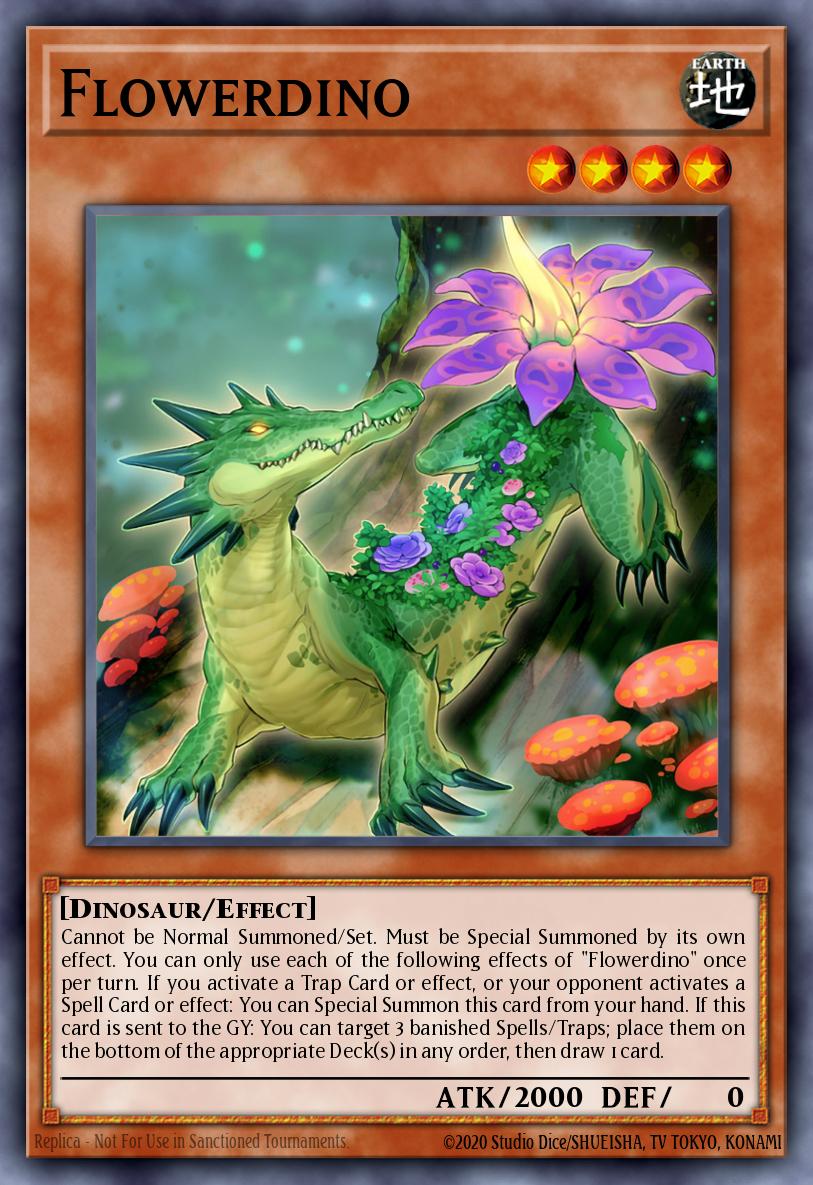 Flowerdino
EARTH
地
[Dinosaur/Effect]
Cannot be Normal Summoned/Set. Must be Special Summoned by its own
effect. You can only use each of the following effects of "Flowerdino" once
per turn. If you activate a Trap Card or effect, or your opponent activates a
Spell Card or effect: You can Special Summon this card from your hand. If this
card is sent to the GY: You can target 3 banished Spells/Traps; place them on
the bottom of the appropriate Deck(s) in any order, then draw 1 card.
ATK/2000 DEF/ 0
Replica - Not For Use in Sanctioned Tournaments.
©2020 Studio Dice/SHUEISHA, TV TOKYO, KONAMI